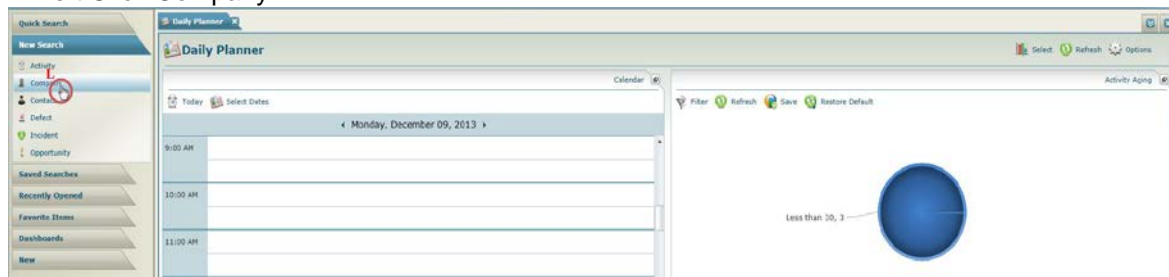 Click Company
Quick Search
Daily Planner
New Search
Daily Planner
Select Refresh Options
Activity
L
Calendar
Activity Aging
Today Select Dates
Filter Refresh Save Restore Default
Defect
Monday, December 09, 2013
Incident
Opportunity
9:00 AM
Saved Searches
Recently Opened
10:00 AM
Favorite Items
Less than 30, 3
Dashboards
11:00 AM
New